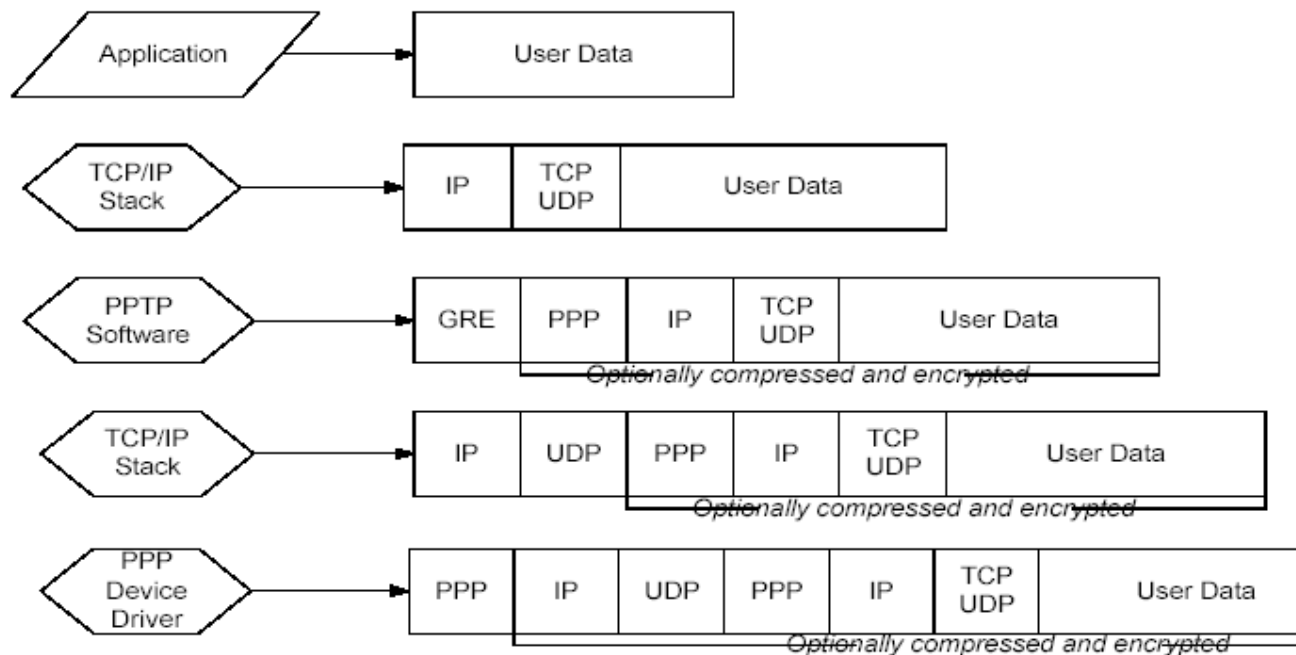 Application
User Data
TCP/IP
Stack
IP
TCP
UDP
User Data
PPTP
Software
GRE
PPP
IP
TCP
UDP
User Data
Optionally compressed and encrypted
TCP/IP
Stack
IP
UDP
PPP
IP
TCP
UDP
User Data
Optionally compressed and encrypted
PPP
Device
Driver
PPP
IP
UDP
PPP
IP
TCP
UDP
User Data
Optionally compressed and encrypted